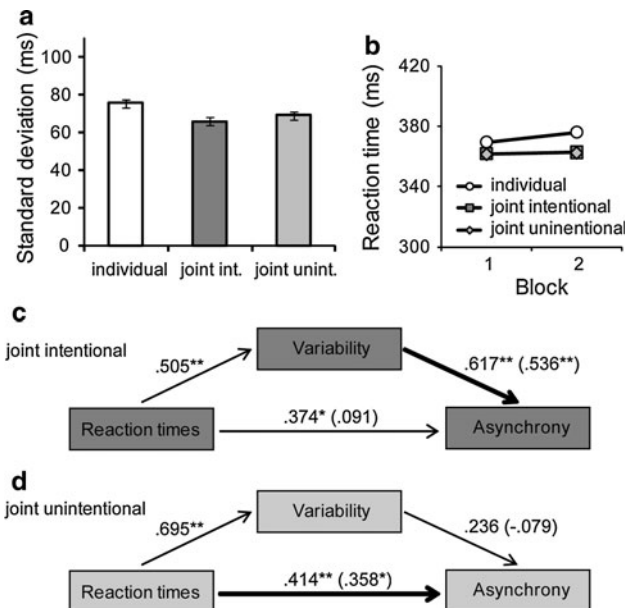 a
Standard deviation (ms)
100
80
60
40
20
0
individual joint int. joint unint.
b
Reaction time (ms)
420
380
360
300
individual
joint intentional
joint uninentional
1 2
Block
c
joint intentional
Variability
.505**
.617** (.536**)
Reaction times
.374* (.091)
Asynchrony
d
joint unintentional
Variability
.695**
.236 (-.079)
Reaction times
.414** (.358*)
Asynchrony